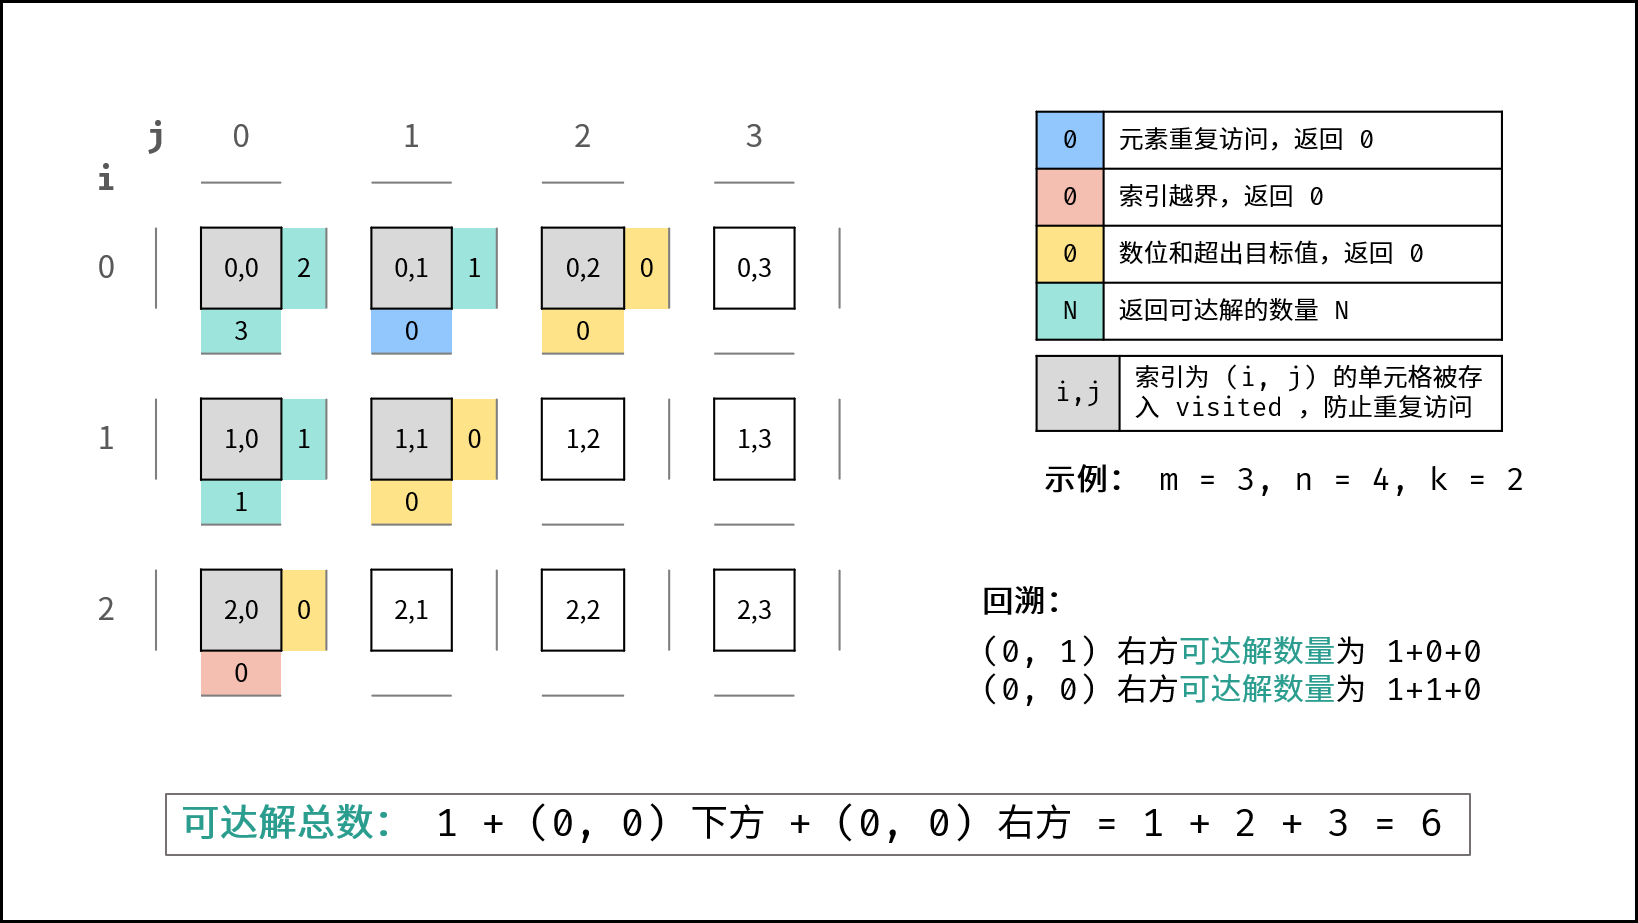 j 0 1 2 3
i
0 0,0 2 0,1 1 0,2 0 0,3
3 0 0
1 1,0 1 1,1 0 1,2 1,3
1 0
2 2,0 0 2,1 2,2 2,3
0
0 元素重复访问，返回 0
0 索引越界，返回 0
0 数位和超出目标值，返回 0
N 返回可达解的数量 N
i,j 索引为 (i, j) 的单元格被存
入 visited ，防止重复访问
示例： m = 3, n = 4, k = 2
回溯：
(0, 1) 右方可达解数量为 1+0+0
(0, 0) 右方可达解数量为 1+1+0
可达解总数： 1 + (0, 0) 下方 + (0, 0) 右方 = 1 + 2 + 3 = 6